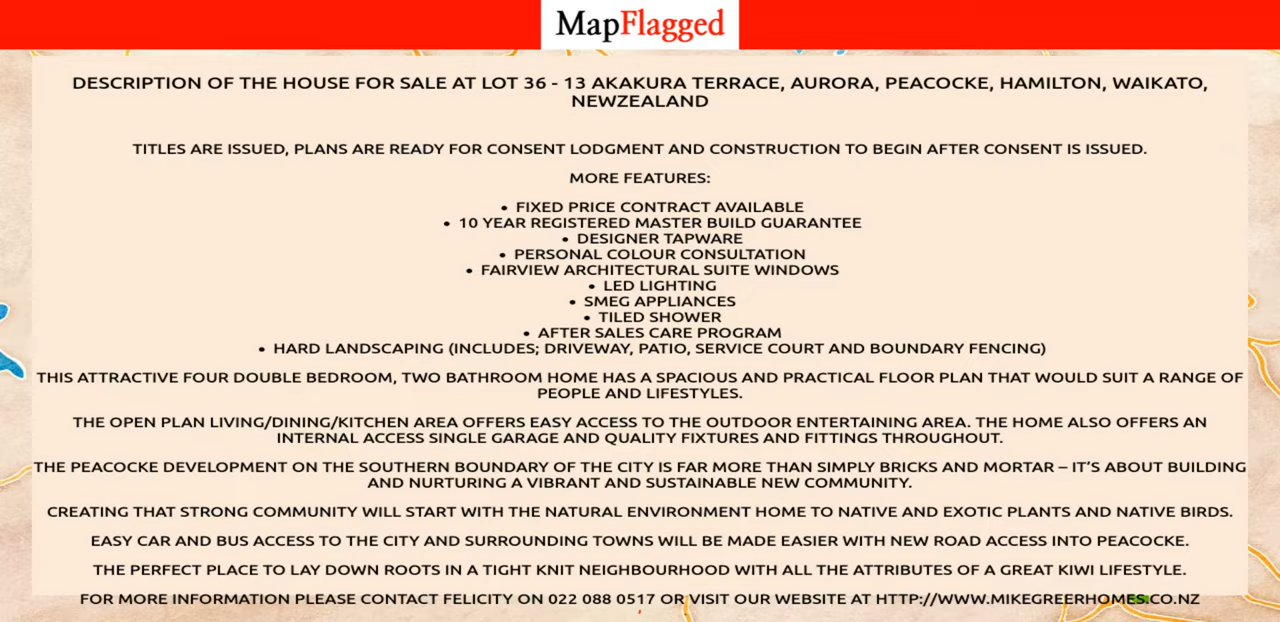 MapFlagged
DESCRIPTION OF THE HOUSE FOR SALE AT LOT 36 - 13 AKAKURA TERRACE, AURORA, PEACOCKE, HAMILTON, WAIKATO,
NEWZEALAND
TITLES ARE ISSUED, PLANS ARE READY FOR CONSENT LODGMENT AND CONSTRUCTION TO BEGIN AFTER CONSENT IS ISSUED.
MORE FEATURES:
• FIXED PRICE CONTRACT AVAILABLE
• 10 YEAR REGISTERED MASTER BUILD GUARANTEE
• DESIGNER TAPWARE
• PERSONAL COLOUR CONSULTATION
• FAIRVIEW ARCHITECTURAL SUITE WINDOWS
• LED LIGHTING
• SMEG APPLIANCES
• TILED SHOWER
• AFTER SALES CARE PROGRAM
• HARD LANDSCAPING (INCLUDES; DRIVEWAY, PATIO, SERVICE COURT AND BOUNDARY FENCING)
THIS ATTRACTIVE FOUR DOUBLE BEDROOM, TWO BATHROOM HOME HAS A SPACIOUS AND PRACTICAL FLOOR PLAN THAT WOULD SUIT A RANGE OF
PEOPLE AND LIFESTYLES.
THE OPEN PLAN LIVING/DINING/KITCHEN AREA OFFERS EASY ACCESS TO THE OUTDOOR ENTERTAINING AREA. THE HOME ALSO OFFERS AN
INTERNAL ACCESS SINGLE GARAGE AND QUALITY FIXTURES AND FITTINGS THROUGHOUT.
THE PEACOCKE DEVELOPMENT ON THE SOUTHERN BOUNDARY OF THE CITY IS FAR MORE THAN SIMPLY BRICKS AND MORTAR – IT'S ABOUT BUILDING
AND NURTURING A VIBRANT AND SUSTAINABLE NEW COMMUNITY.
CREATING THAT STRONG COMMUNITY WILL START WITH THE NATURAL ENVIRONMENT HOME TO NATIVE AND EXOTIC PLANTS AND NATIVE BIRDS.
EASY CAR AND BUS ACCESS TO THE CITY AND SURROUNDING TOWNS WILL BE MADE EASIER WITH NEW ROAD ACCESS INTO PEACOCKE.
THE PERFECT PLACE TO LAY DOWN ROOTS IN A TIGHT KNIT NEIGHBOURHOOD WITH ALL THE ATTRIBUTES OF A GREAT KIWI LIFESTYLE.
FOR MORE INFORMATION PLEASE CONTACT FELICITY ON 022 088 0517 OR VISIT OUR WEBSITE AT HTTP://WWW.MIKEGREERHOMES.CO.NZ